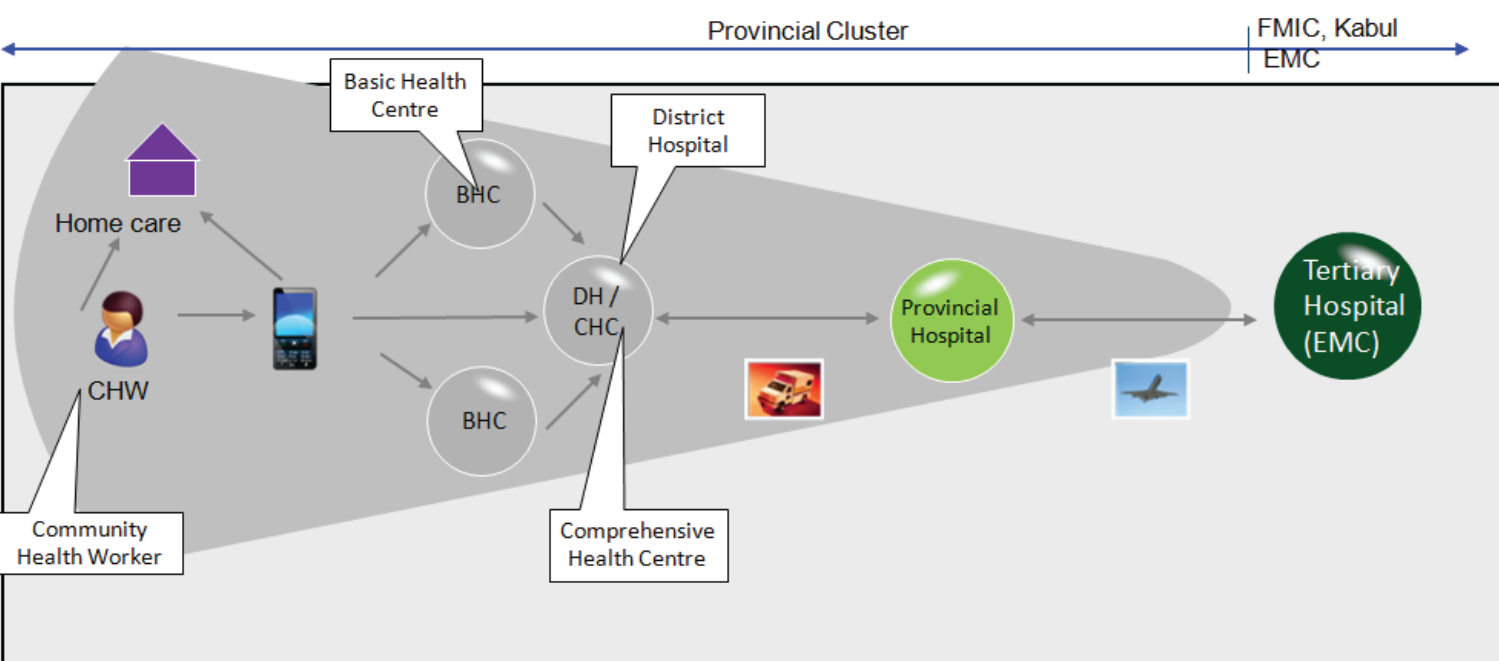 Provincial Cluster
FMIC, Kabul
EMC
Basic Health
Centre
District
Hospital
BHC
Home care
DH /
CHC
Provincial
Hospital
Tertiary
Hospital
(EMC)
CHW
BHC
Community
Health Worker
Comprehensive
Health Centre